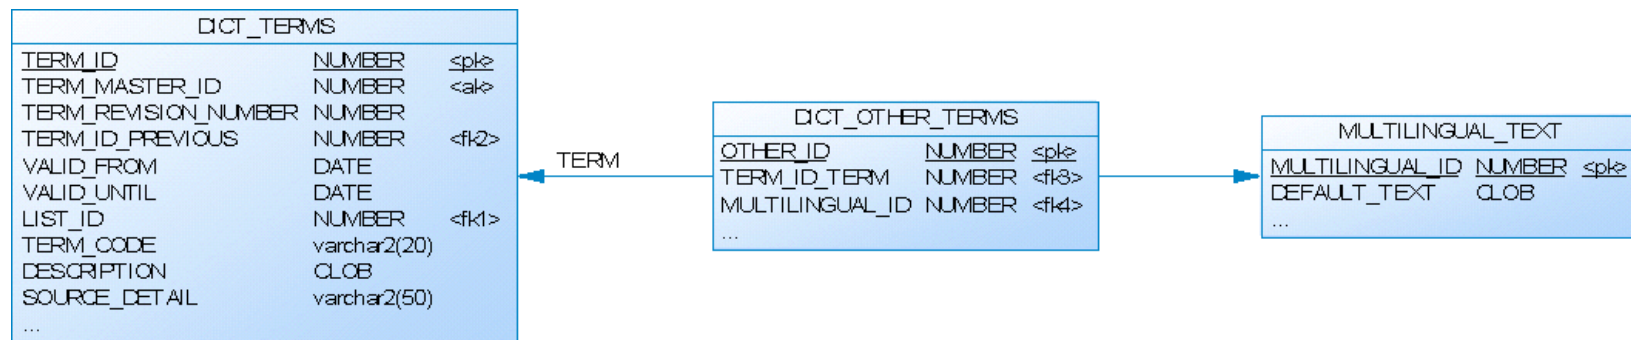 DICT_TERMS
TERM_ID NUMBER <pk>
TERM_MASTER_ID NUMBER <ak>
TERM_REVISION_NUMBER NUMBER
TERM_ID_PREVIOUS NUMBER <fk2>
VALID_FROM DATE
VALID_UNTIL DATE
LIST_ID NUMBER <fk1>
TERM_CODE varchar2(20)
DESCRIPTION CLOB
SOURCE_DETAIL varchar2(50)
...
TERM
DICT_OTHER_TERMS
OTHER_ID NUMBER <pk>
TERM_ID_TERM NUMBER <fk3>
MULTILINGUAL_ID NUMBER <fk4>
...
MULTILINGUAL_TEXT
MULTILINGUAL_ID NUMBER <pk>
DEFAULT_TEXT CLOB
...